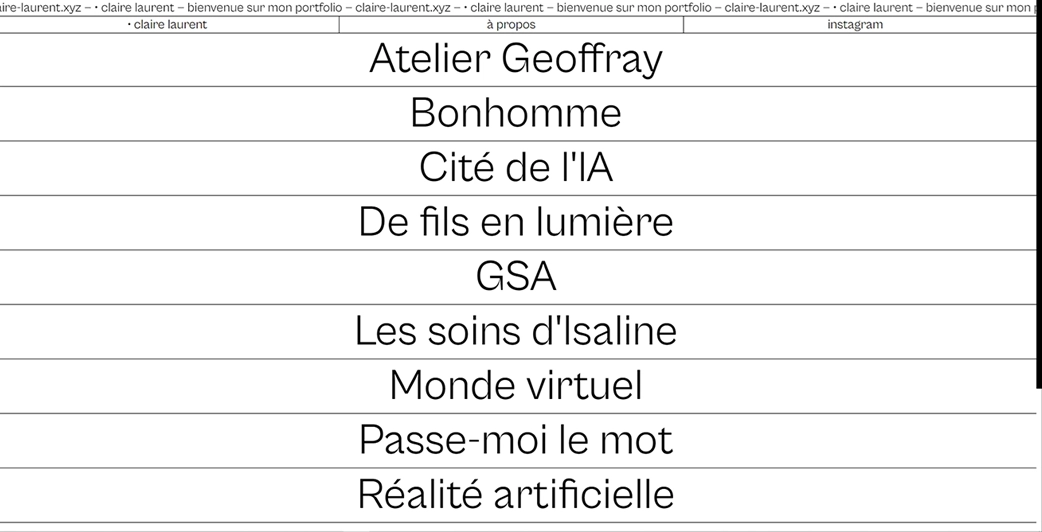 aire-laurent.xyz – • claire laurent – bienvenue sur mon portfolio – claire-laurent.xyz – • claire laurent – bienvenue sur mon portfolio – claire-laurent.xyz – • claire laurent – bienvenue sur mon p
• claire laurent à propos instagram
Atelier Geoffray
Bonhomme
Cité de l'IA
De fils en lumière
GSA
Les soins d'Isaline
Monde virtuel
Passe-moi le mot
Réalité artificielle